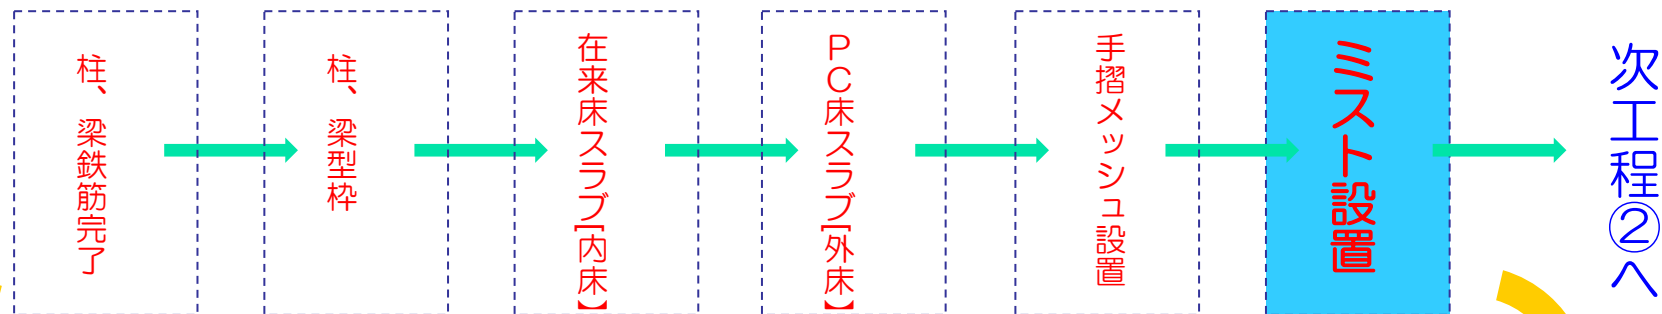 柱、梁鉄筋完了
柱、梁型枠
在来床スラブ【内床】
PC床スラブ【外床】
手摺メッシュ設置
ミスト設置
次工程②へ